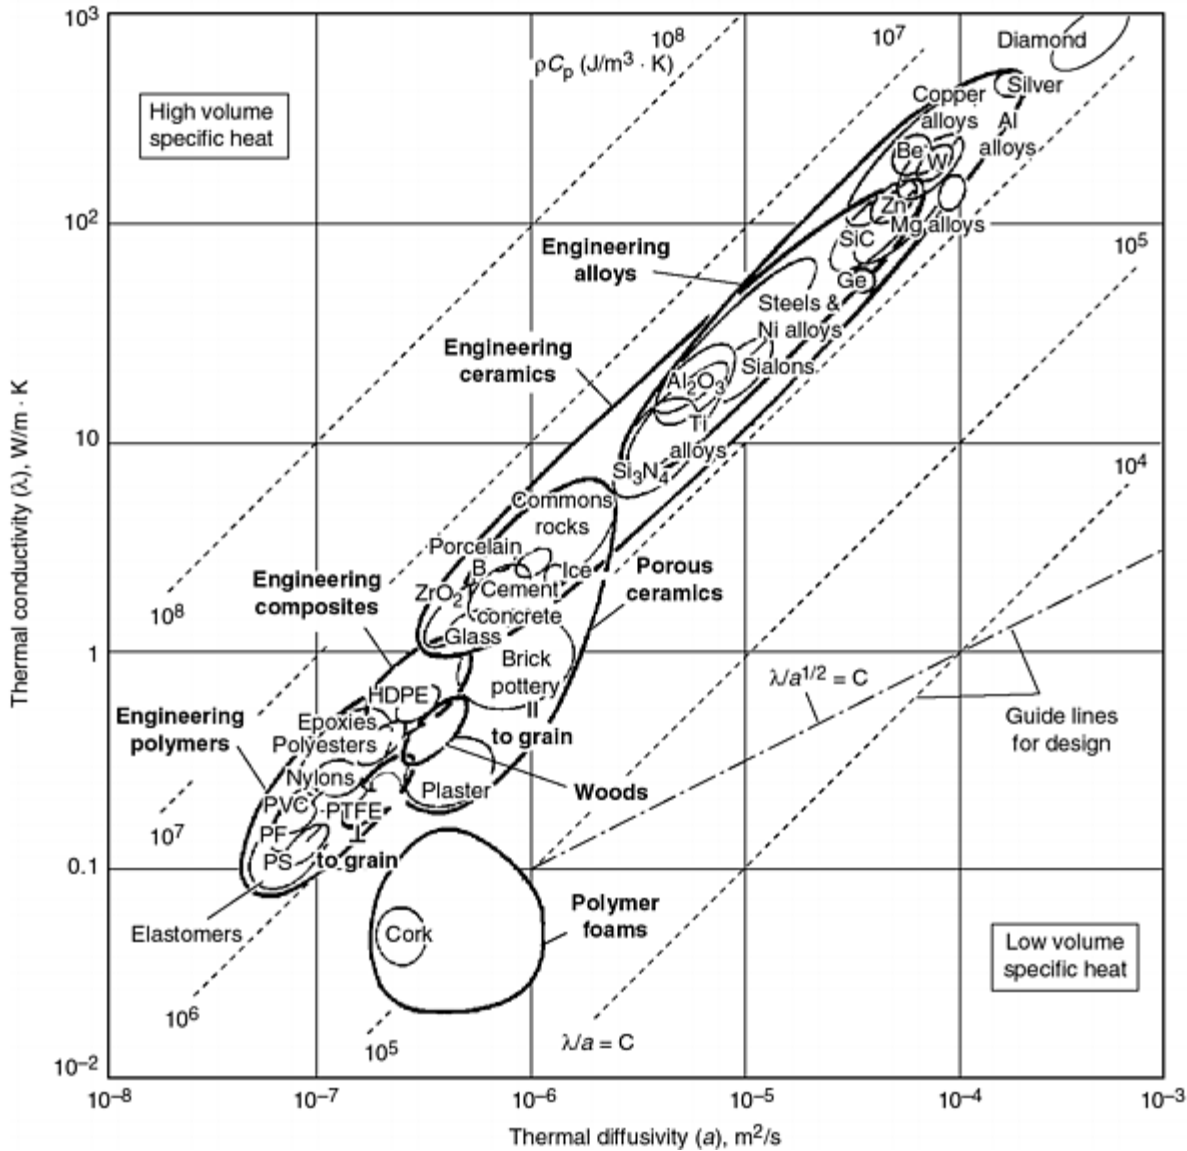 10³
10⁸
10⁷
Diamond
ρCₚ (J/m³ · K)
High volume
specific heat
Silver
Copper
alloys
Al
alloys
Be
W
10²
Zn
Mg alloys
SiC
10⁵
Engineering
alloys
Ge
Steels &
Ni alloys
Engineering
ceramics
Sialons
Al₂O₃
Ti
alloys
Thermal conductivity (λ), W/m · K
10
Si₃N₄
10⁴
Commons
rocks
Porcelain
B
Ice
Porous
ceramics
Engineering
composites
ZrO₂
Cement
concrete
10⁸
Glass
1
Brick
pottery
λ/a¹/² = C
HDPE
II
to grain
Guide lines
for design
Engineering
polymers
Epoxies
Polyesters
Nylons
Plaster
Woods
PVC
PTFE
10⁷
PF
⊥
to grain
PS
0.1
Elastomers
Cork
Polymer
foams
Low volume
specific heat
10⁶
10⁵
λ/a = C
10⁻²
10⁻⁸
10⁻⁷
10⁻⁶
10⁻⁵
10⁻⁴
10⁻³
Thermal diffusivity (a), m²/s